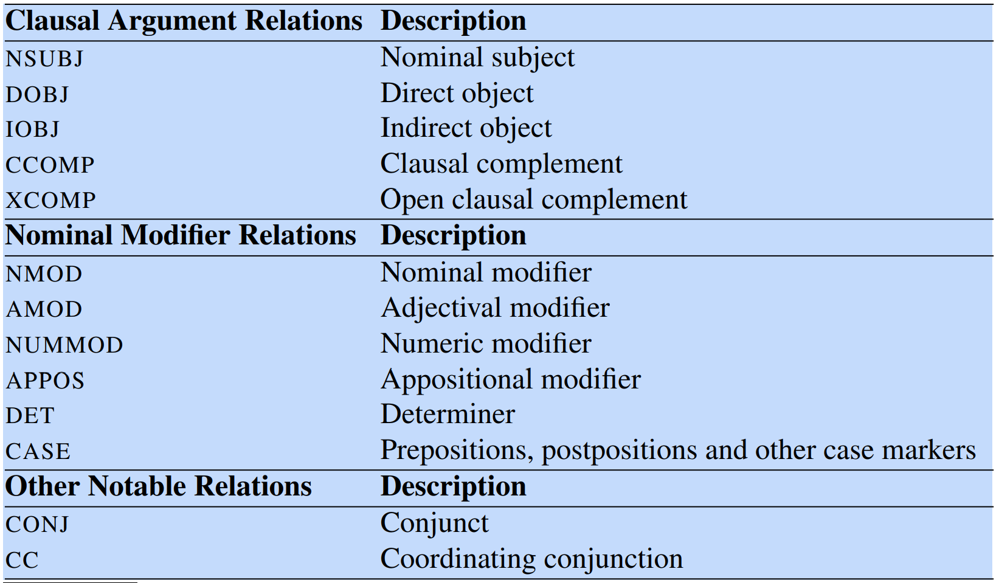 Clausal Argument Relations Description
NSUBJ Nominal subject
DOBJ Direct object
IOBJ Indirect object
CCOMP Clausal complement
XCOMP Open clausal complement
Nominal Modifier Relations Description
NMOD Nominal modifier
AMOD Adjectival modifier
NUMMOD Numeric modifier
APPOS Appositional modifier
DET Determiner
CASE Prepositions, postpositions and other case markers
Other Notable Relations Description
CONJ Conjunct
CC Coordinating conjunction